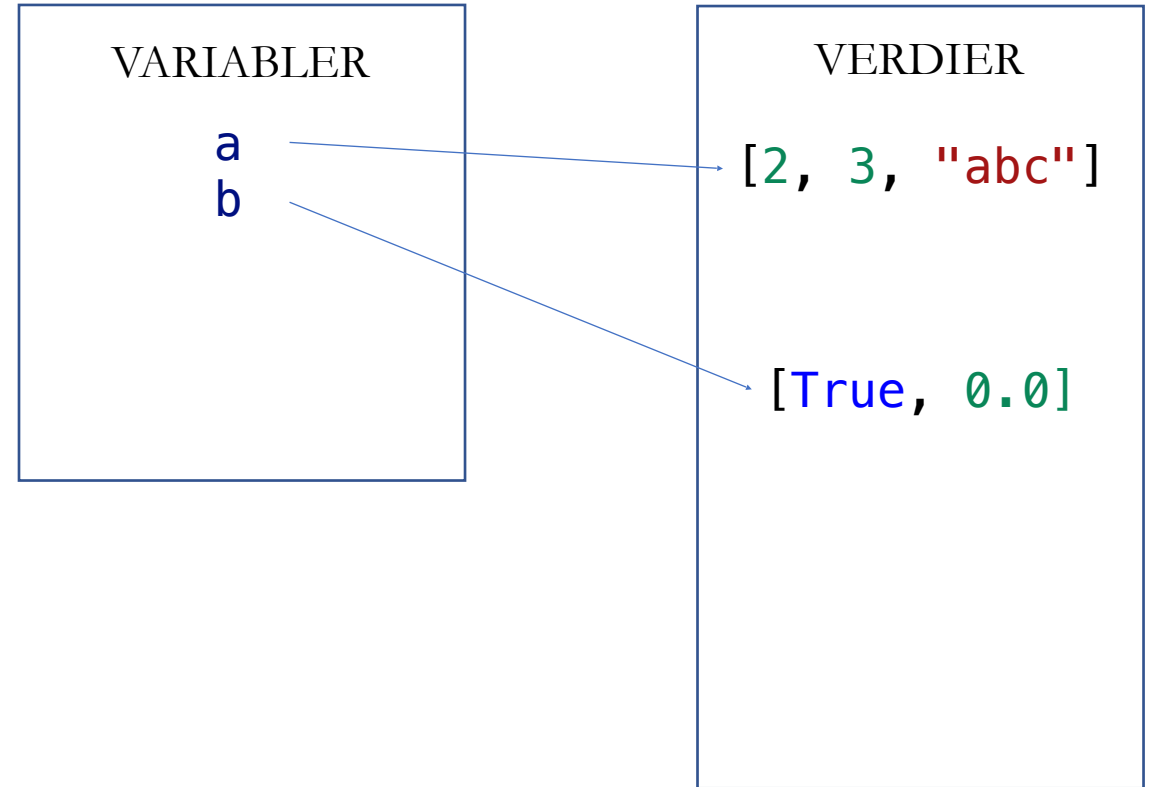 VARIABLER
a
b
VERDIER
[2, 3, "abc"]
[True, 0.0]